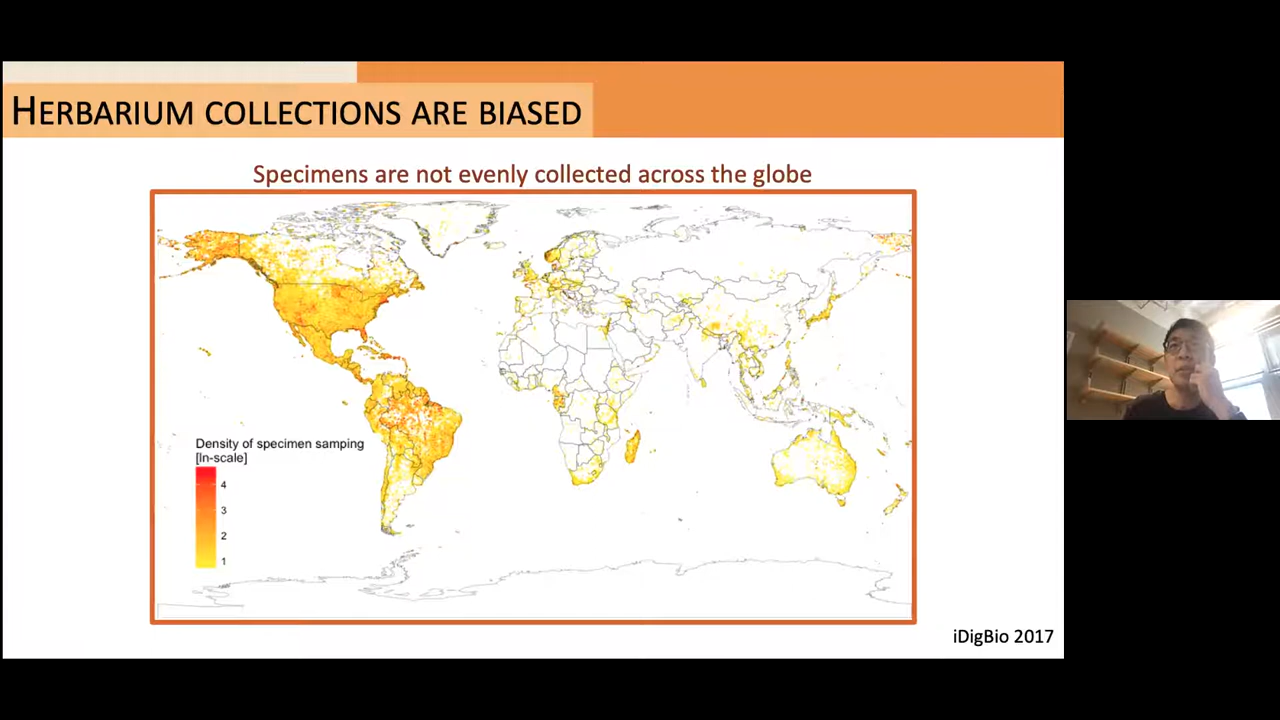 HERBARIUM COLLECTIONS ARE BIASED
Specimens are not evenly collected across the globe
Density of specimen sampling
[ln-scale]
4
3
2
1
iDigBio 2017